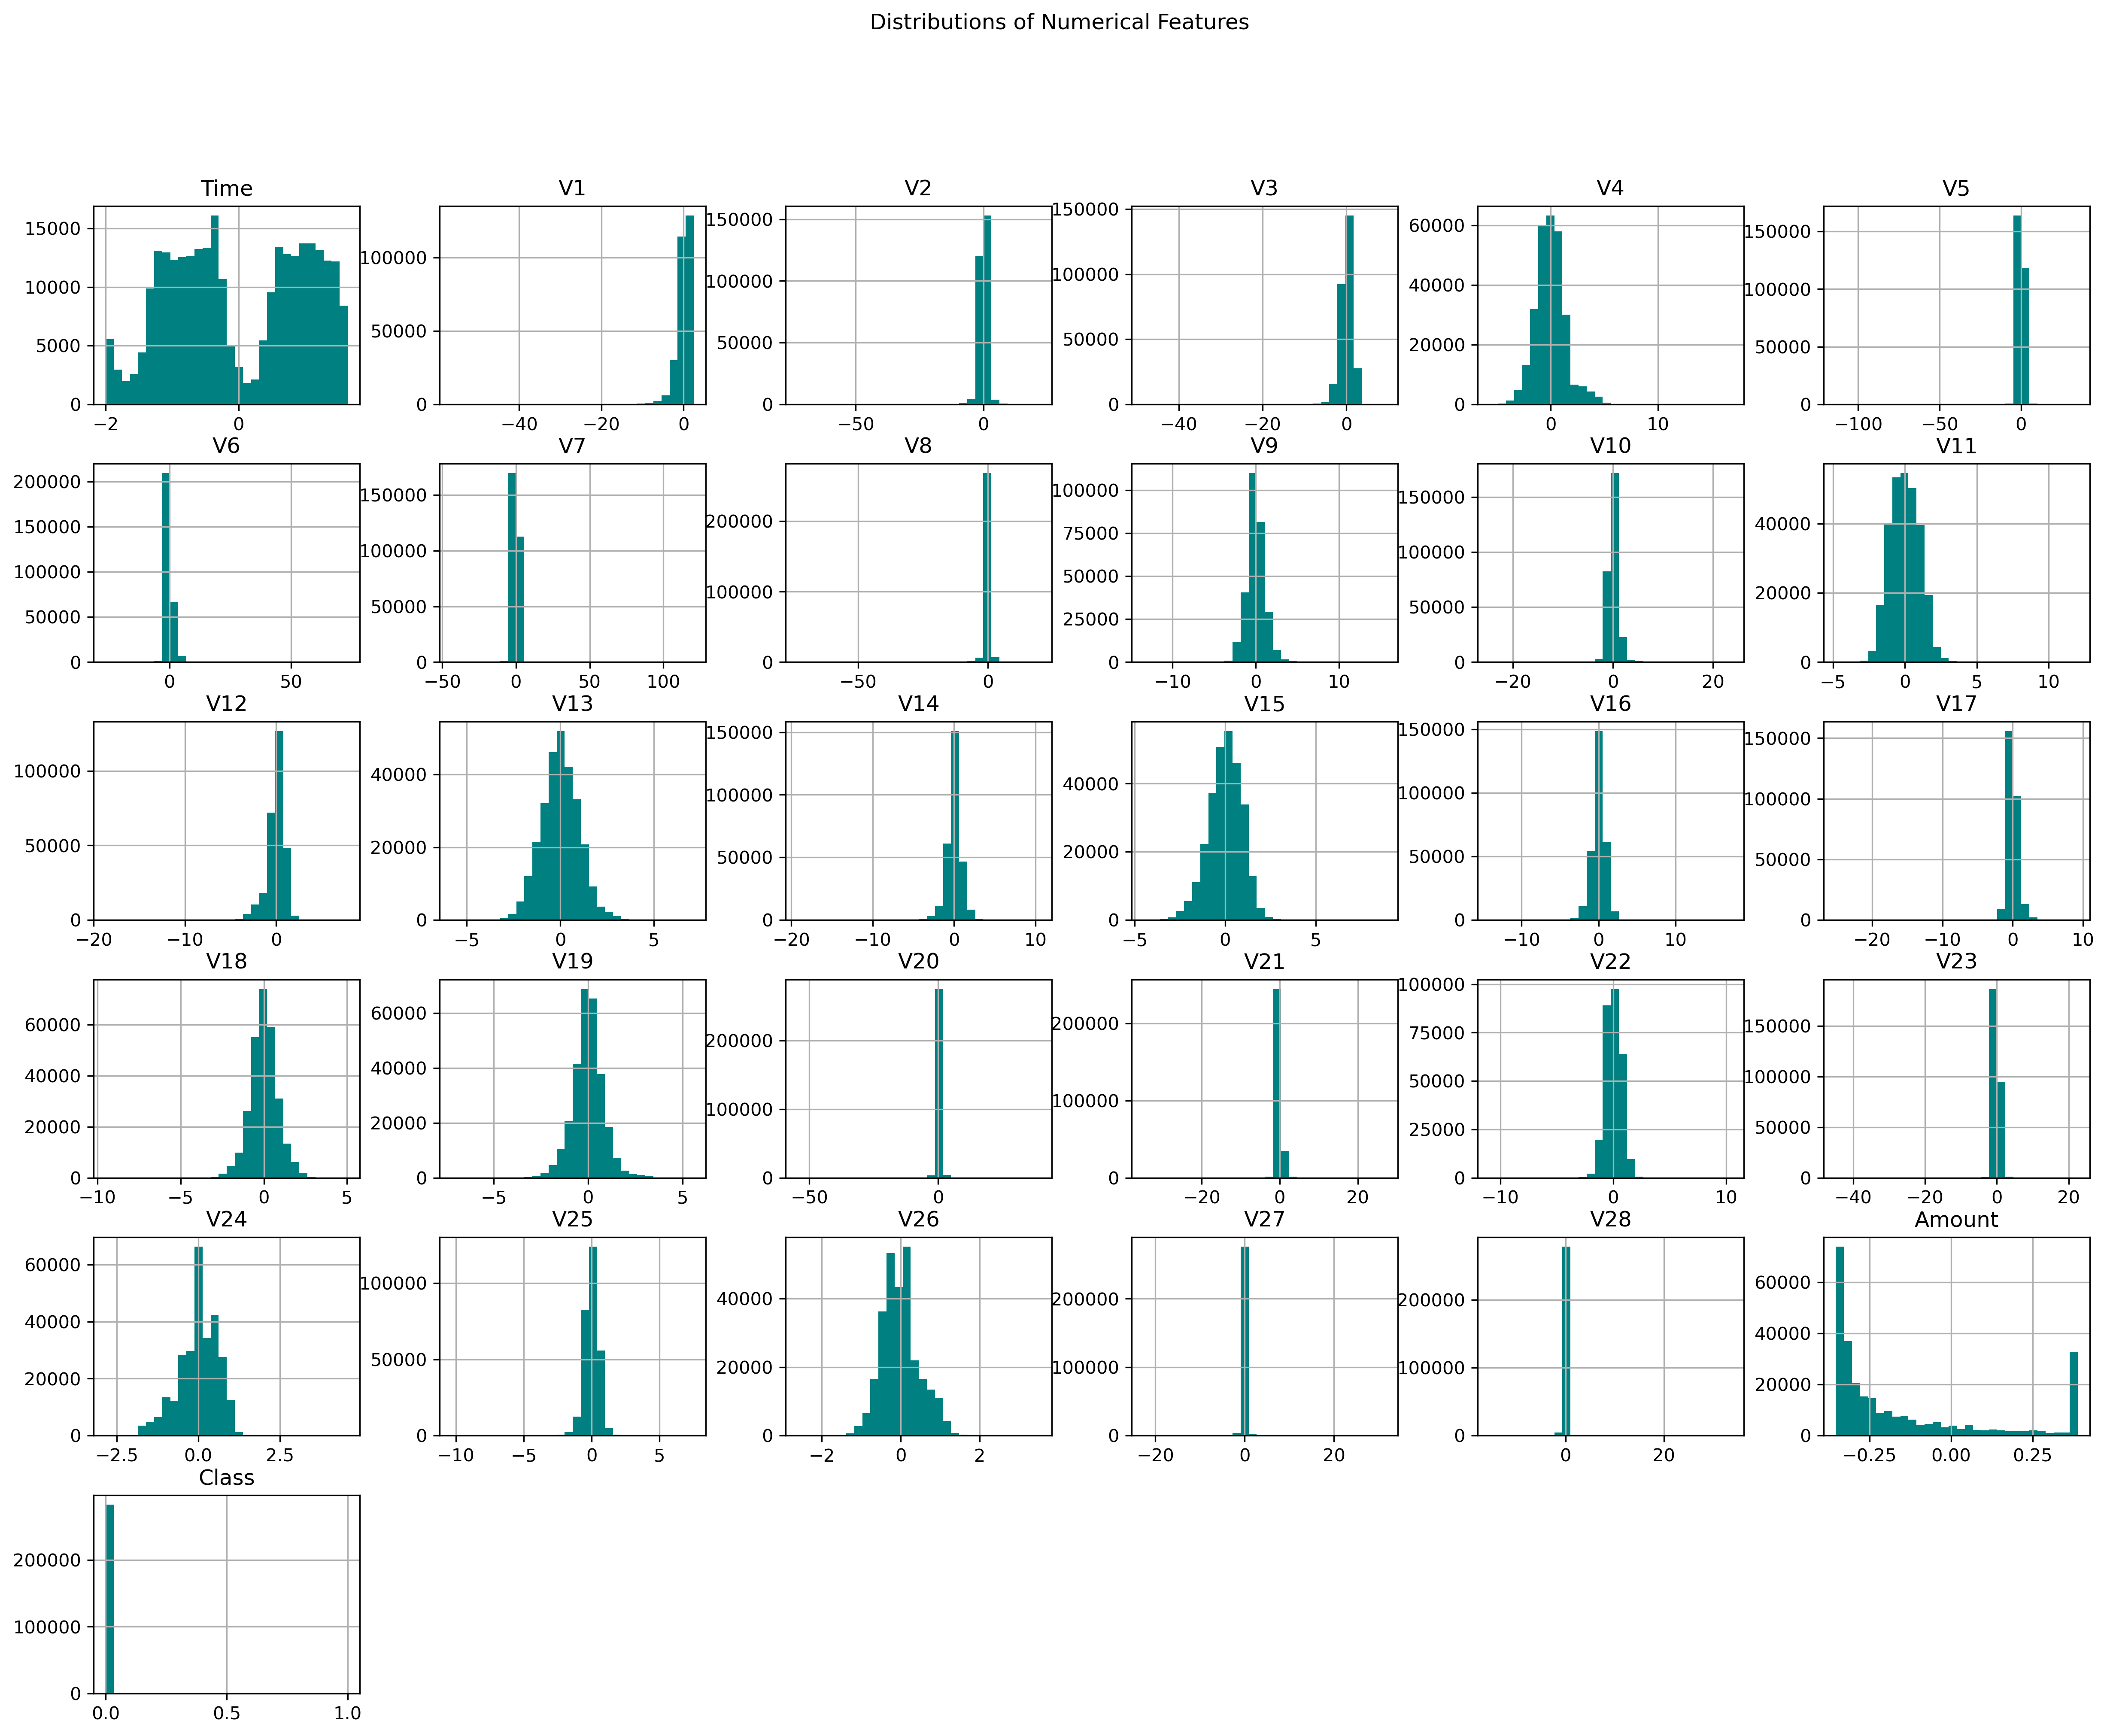 Distributions of Numerical Features
Time V1 V2 V3 V4 V5
15000 10000 5000 0
−2 0
100000 50000 0
−40 −20 0
150000 100000 50000 0
−50 0
150000 100000 50000 0
−40 −20 0
60000 40000 20000 0
0 10
150000 100000 50000 0
−100 −50 0
V6 V7 V8 V9 V10 V11
200000 150000 100000 50000 0
0 50
150000 100000 50000 0
−50 0 50 100
200000 100000 0
−50 0
100000 75000 50000 25000 0
−10 0 10
150000 100000 50000 0
−20 0 20
40000 20000 0
−5 0 5 10
V12 V13 V14 V15 V16 V17
100000 50000 0
−20 −10 0
40000 20000 0
−5 0 5
150000 100000 50000 0
−20 −10 0 10
40000 20000 0
−5 0 5
150000 100000 50000 0
−10 0 10
150000 100000 50000 0
−20 −10 0 10
V18 V19 V20 V21 V22 V23
60000 40000 20000 0
−10 −5 0 5
60000 40000 20000 0
−5 0 5
200000 100000 0
−50 0
200000 100000 0
−20 0 20
100000 75000 50000 25000 0
−10 0 10
150000 100000 50000 0
−40 −20 0 20
V24 V25 V26 V27 V28 Amount
60000 40000 20000 0
−2.5 0.0 2.5
100000 50000 0
−10 −5 0 5
40000 20000 0
−2 0 2
200000 100000 0
−20 0 20
200000 100000 0
0 20
60000 40000 20000 0
−0.25 0.00 0.25
Class
200000 100000 0
0.0 0.5 1.0